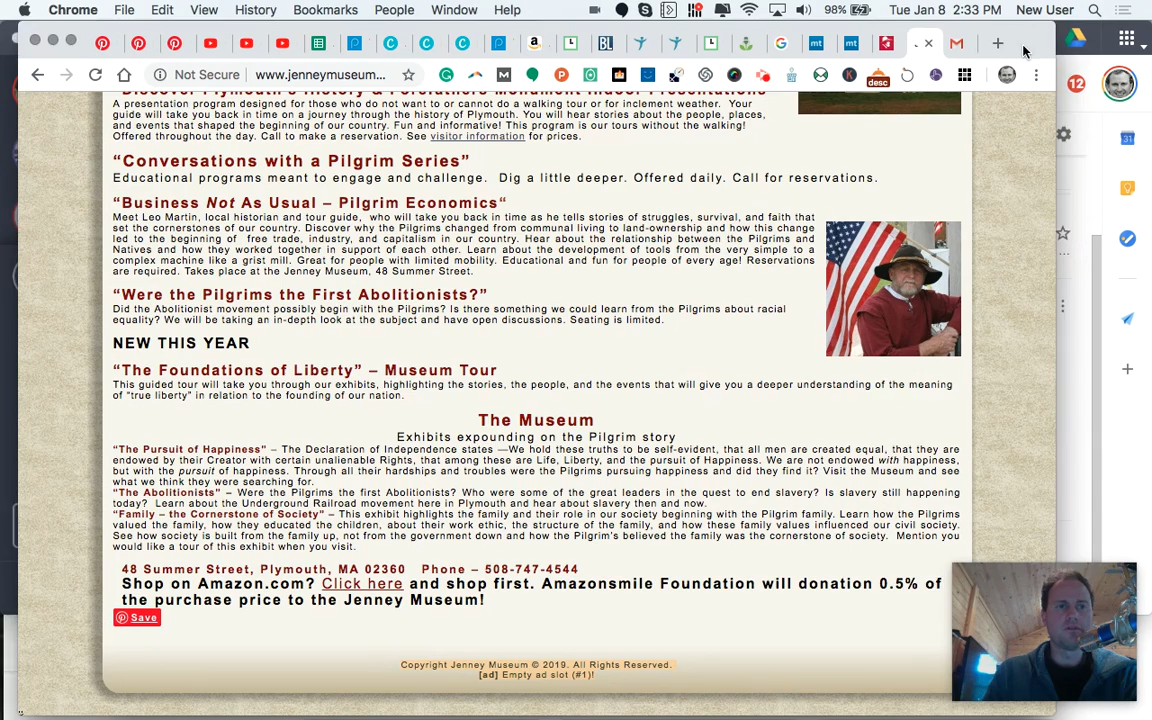 Chrome File Edit View History Bookmarks People Window Help 98% Tue Jan 8 2:33 PM New User
Not Secure www.jenneymuseum...
12
desc
A presentation program designed for those who do not want to or cannot do a walking tour or for inclement weather. Your
guide will take you back in time on a journey through the history of Plymouth. You will hear stories about the people, places,
and events that shaped the beginning of our country. Fun and informative! This program is our tours without the walking!
Offered throughout the day. Call to make a reservation. See visitor information for prices.
“Conversations with a Pilgrim Series”
Educational programs meant to engage and challenge. Dig a little deeper. Offered daily. Call for reservations.
“Business Not As Usual – Pilgrim Economics“
Meet Leo Martin, local historian and tour guide, who will take you back in time as he tells stories of struggles, survival, and faith that
set the cornerstones of our country. Discover why the Pilgrims changed from communal living to land-ownership and how this change
led to the beginning of free trade, industry, and capitalism in our country. Hear about the relationship between the Pilgrims and
Natives and how they worked together in support of each other. Learn about the development of tools from the very simple to a
complex machine like a grist mill. Great for people with limited mobility. Educational and fun for people of every age! Reservations
are required. Takes place at the Jenney Museum, 48 Summer Street.
“Were the Pilgrims the First Abolitionists?”
Did the Abolitionist movement possibly begin with the Pilgrims? Is there something we could learn from the Pilgrims about racial
equality? We will be taking an in-depth look at the subject and have open discussions. Seating is limited.
NEW THIS YEAR
“The Foundations of Liberty” – Museum Tour
This guided tour will take you through our exhibits, highlighting the stories, the people, and the events that will give you a deeper understanding of the meaning
of “true liberty” in relation to the founding of our nation.
The Museum
Exhibits expounding on the Pilgrim story
“The Pursuit of Happiness” – The Declaration of Independence states —We hold these truths to be self-evident, that all men are created equal, that they are
endowed by their Creator with certain unalienable Rights, that among these are Life, Liberty, and the pursuit of Happiness. We are not endowed with happiness,
but with the pursuit of happiness. Through all their hardships and troubles were the Pilgrims pursuing happiness and did they find it? Visit the Museum and see
what we think they were searching for.
“The Abolitionists” – Were the Pilgrims the first Abolitionists? Who were some of the great leaders in the quest to end slavery? Is slavery still happening
today? Learn about the Underground Railroad movement here in Plymouth and hear about slavery then and now.
“Family – the Cornerstone of Society” – This exhibit highlights the family and their role in our society beginning with the Pilgrim family. Learn how the Pilgrims
valued the family, how they educated the children, about their work ethic, the structure of the family, and how these family values influenced our civil society.
See how society is built from the family up, not from the government down and how the Pilgrim's believed the family was the cornerstone of society. Mention you
would like a tour of this exhibit when you visit.
48 Summer Street, Plymouth, MA 02360 Phone – 508-747-4544
Shop on Amazon.com? Click here and shop first. Amazonsmile Foundation will donation 0.5% of
the purchase price to the Jenney Museum!
Save
Copyright Jenney Museum © 2019. All Rights Reserved.
[ad] Empty ad slot (#1)!